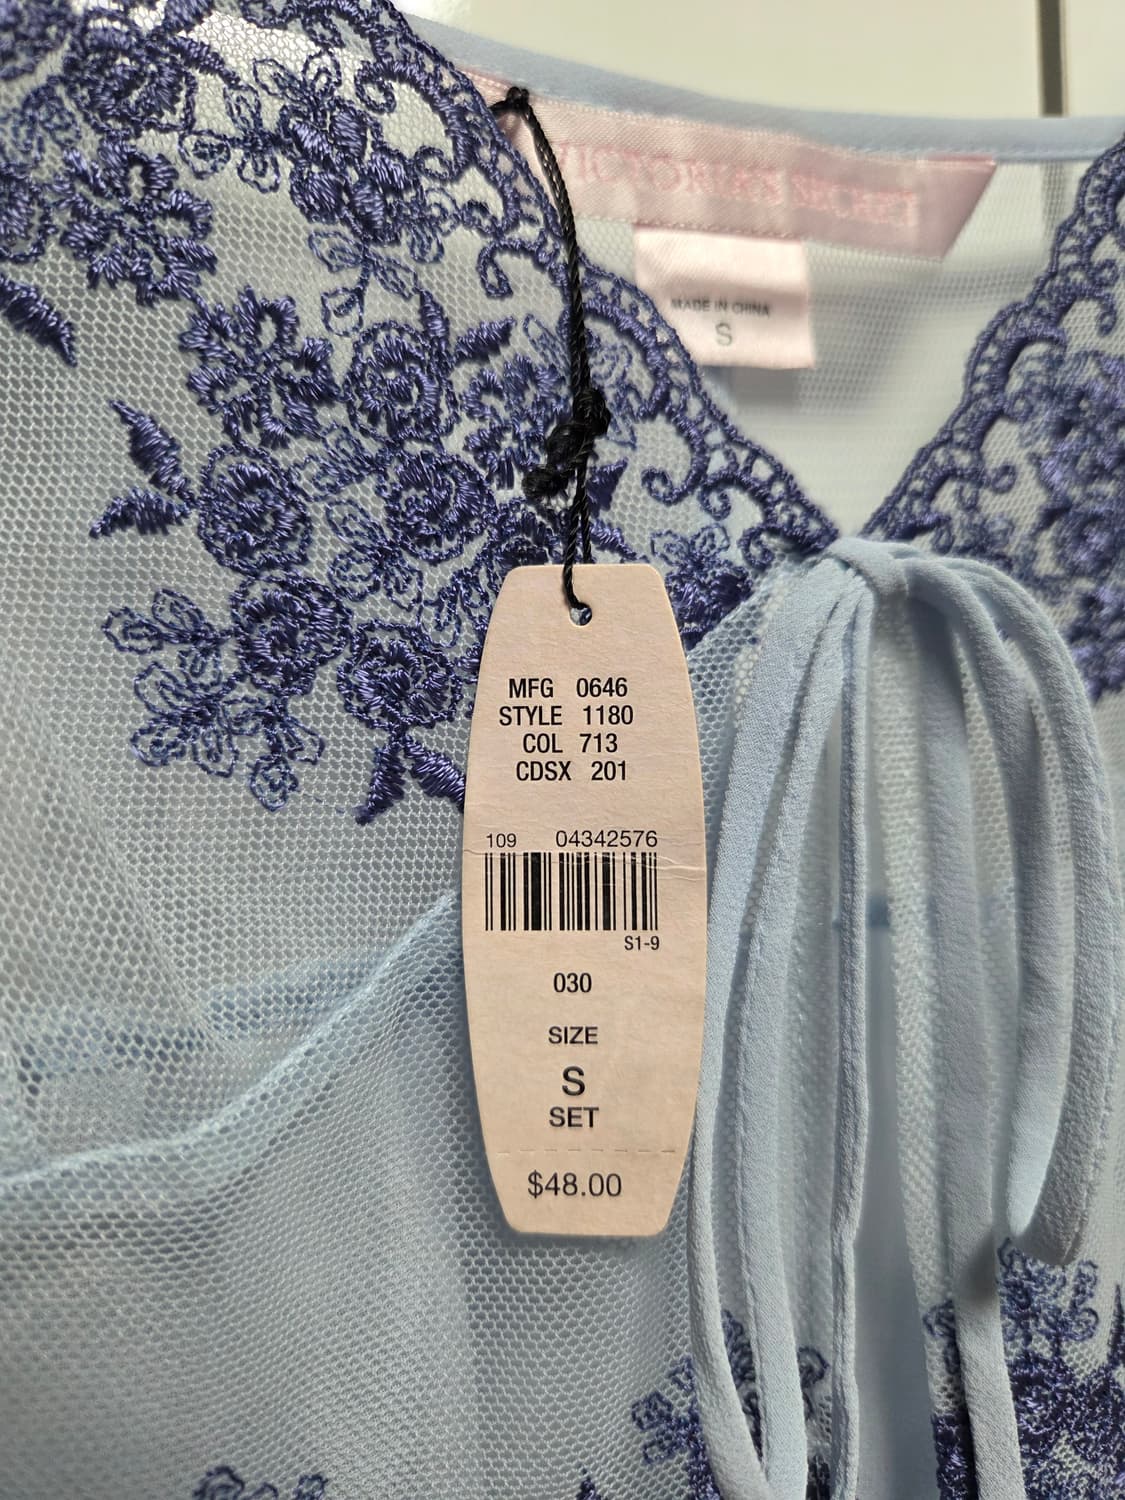 VICTORIA'S SECRET
MADE IN CHINA
S
MFG 0646
STYLE 1180
COL 713
CDSX 201
109 04342576
S1-9
030
SIZE
S
SET
$48.00